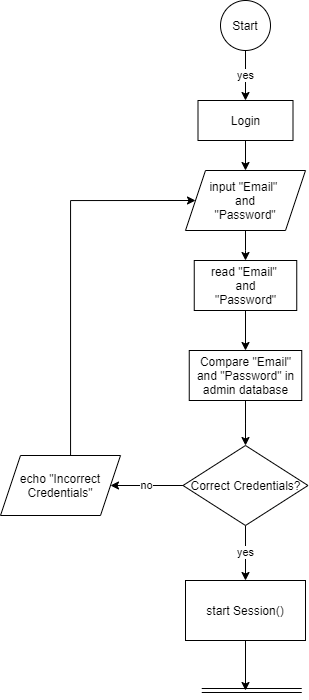 Start
yes
Login
input "Email"
and
"Password"
read "Email"
and
"Password"
Compare "Email"
and "Password" in
admin database
Correct Credentials?
no
echo "Incorrect
Credentials"
yes
start Session()